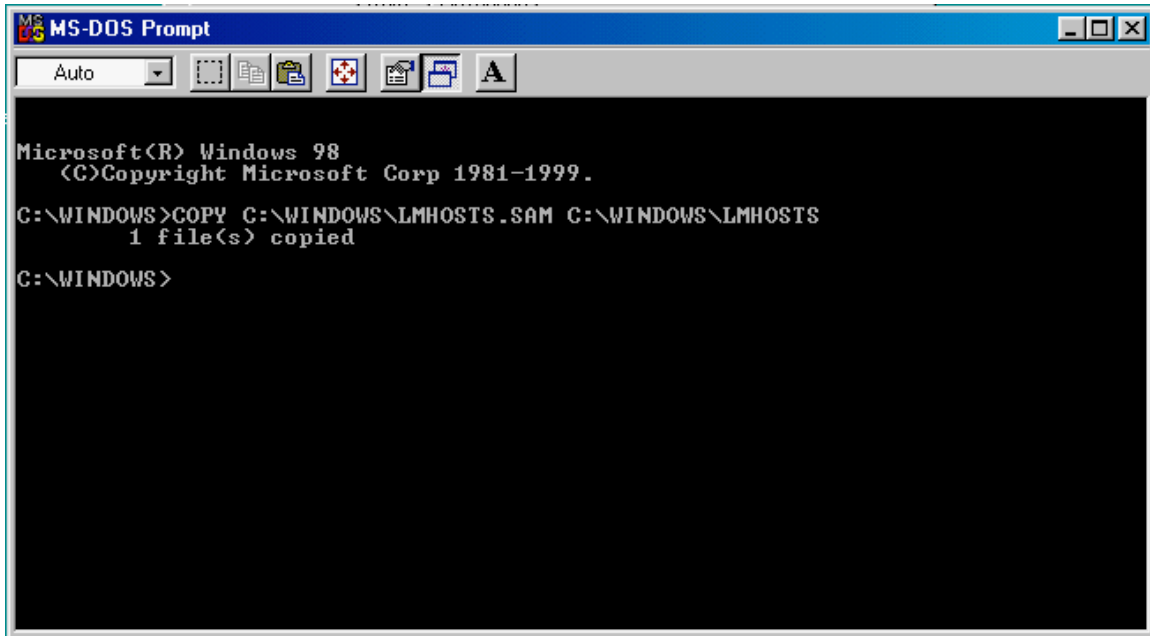 MS-DOS Prompt
Auto
A
Microsoft(R) Windows 98
(C)Copyright Microsoft Corp 1981-1999.
C:\WINDOWS>COPY C:\WINDOWS\LMHOSTS.SAM C:\WINDOWS\LMHOSTS
1 file(s) copied
C:\WINDOWS>